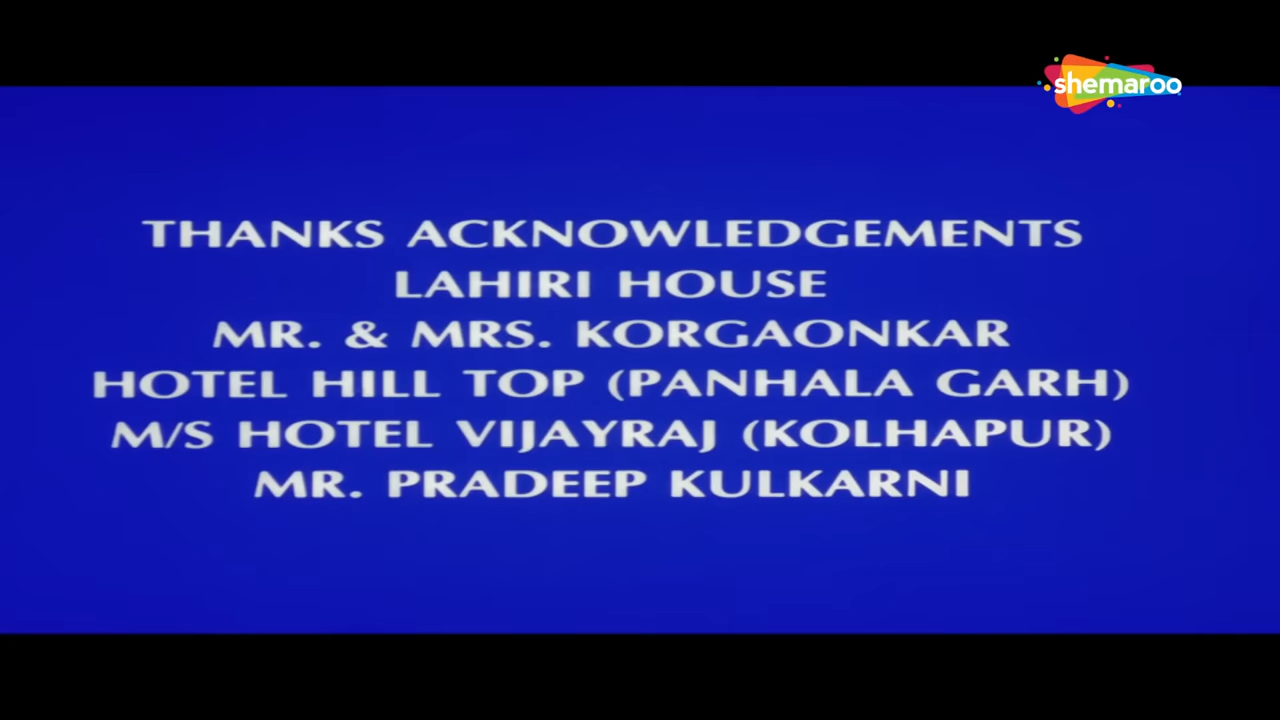 shemaroo
THANKS ACKNOWLEDGEMENTS
LAHIRI HOUSE
MR. & MRS. KORGAONKAR
HOTEL HILL TOP (PANHALA GARH)
M/S HOTEL VIJAYRAJ (KOLHAPUR)
MR. PRADEEP KULKARNI